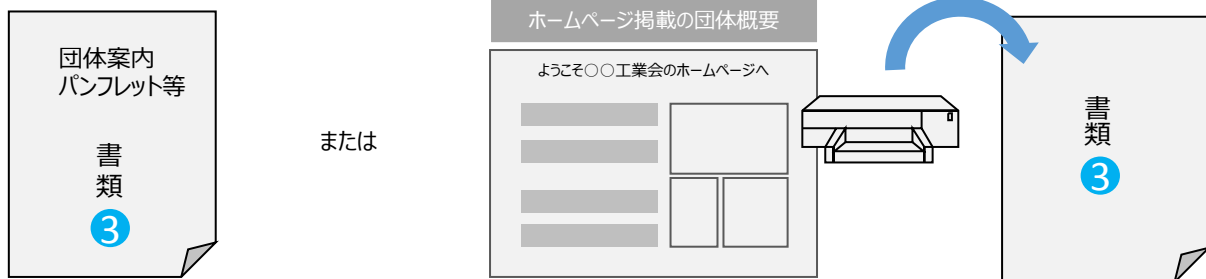 団体案内
パンフレット等
書類
3
または
ホームページ掲載の団体概要
ようこそ○○工業会のホームページへ
書類
3